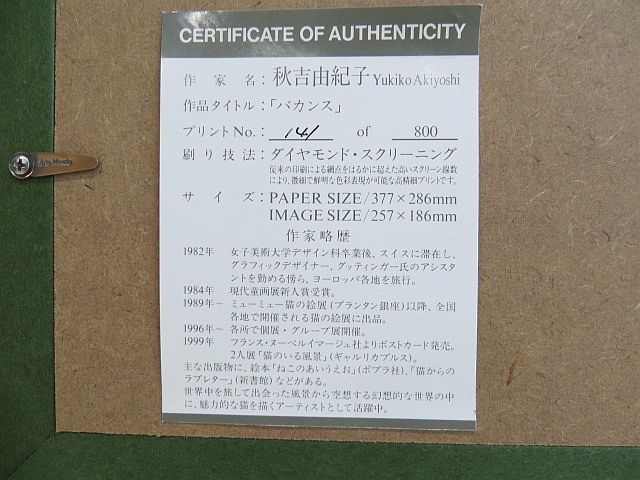 CERTIFICATE OF AUTHENTICITY
作家名：秋吉由紀子 Yukiko Akiyoshi
作品タイトル：「バカンス」
プリントNo.： 141 of 800
刷り技法：ダイヤモンド・スクリーニング
従来の印刷による網点をはるかに超えた高いスクリーン線数
により、微細で鮮明な色彩表現が可能な高精細プリントです。
サイズ：PAPER SIZE/377×286mm
IMAGE SIZE/257×186mm
作家略歴
1982年 女子美術大学デザイン科卒業後、スイスに滞在し、
グラフィックデザイナー、グッティンガー氏のアシスタ
ントを勤める傍ら、ヨーロッパ各地を旅行。
1984年 現代童画展新人賞受賞。
1989年～ ミューミュー猫の絵展(プランタン銀座)以降、全国
各地で開催される猫の絵展に出品。
1996年～ 各所で個展・グループ展開催。
1999年 フランス・ヌーベルイマージュ社よりポストカード発売。
2人展「猫のいる風景」(ギャルリカプルス)。
主な出版物に、絵本「ねこのあいうえお」(ポプラ社)、「猫からの
ラブレター」(新書館)などがある。
世界中を旅して出会った風景から空想する幻想的な世界の中
に、魅力的な猫を描くアーティストとして活躍中。